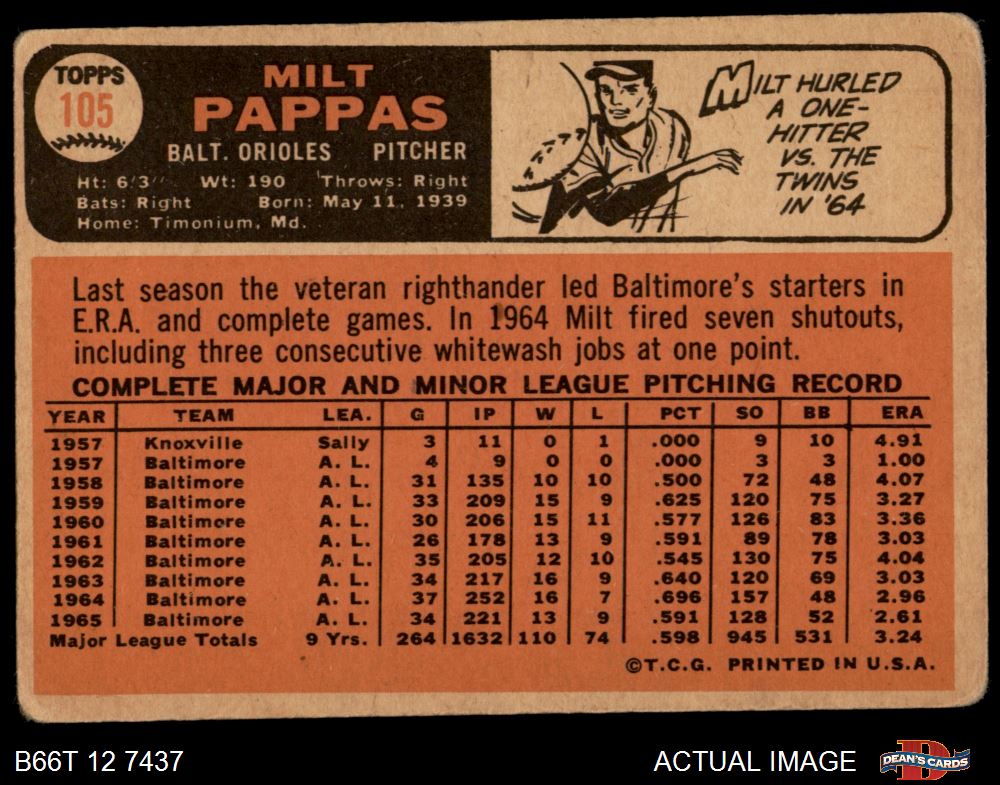 TOPPS
105
MILT
PAPPAS
BALT. ORIOLES PITCHER
Ht: 6'3" Wt: 190 Throws: Right
Bats: Right Born: May 11, 1939
Home: Timonium, Md.
MILT HURLED
A ONE-
HITTER
VS. THE
TWINS
IN '64
Last season the veteran righthander led Baltimore's starters in
E.R.A. and complete games. In 1964 Milt fired seven shutouts,
including three consecutive whitewash jobs at one point.
COMPLETE MAJOR AND MINOR LEAGUE PITCHING RECORD
YEAR TEAM LEA. G IP W L PCT SO BB ERA
1957 Knoxville Sally 3 11 0 1 .000 9 10 4.91
1957 Baltimore A. L. 4 9 0 0 .000 3 3 1.00
1958 Baltimore A. L. 31 135 10 10 .500 72 48 4.07
1959 Baltimore A. L. 33 209 15 9 .625 120 75 3.27
1960 Baltimore A. L. 30 206 15 11 .577 126 83 3.36
1961 Baltimore A. L. 26 178 13 9 .591 89 78 3.03
1962 Baltimore A. L. 35 205 12 10 .545 130 75 4.04
1963 Baltimore A. L. 34 217 16 9 .640 120 69 3.03
1964 Baltimore A. L. 37 252 16 7 .696 157 48 2.96
1965 Baltimore A. L. 34 221 13 9 .591 128 52 2.61
Major League Totals 9 Yrs. 264 1632 110 74 .598 945 531 3.24
©T.C.G. PRINTED IN U.S.A.
B66T 12 7437
ACTUAL IMAGE
D
DEAN'S CARDS